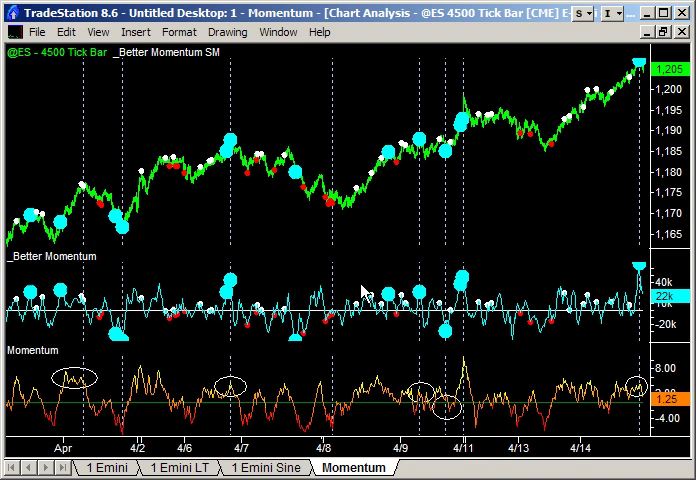 TradeStation 8.6 - Untitled Desktop: 1 - Momentum - [Chart Analysis - @ES 4500 Tick Bar [CME] E-
S I
File Edit View Insert Format Drawing Window Help
@ES - 4500 Tick Bar _Better Momentum SM
1,205
1,200
1,195
1,190
1,185
1,180
1,175
1,170
1,165
_Better Momentum
40k
22k
-20k
Momentum
8.00
1.25
-4.00
Apr 4/2 4/6 4/7 4/8 4/9 4/11 4/13 4/14
1 Emini 1 Emini LT 1 Emini Sine Momentum